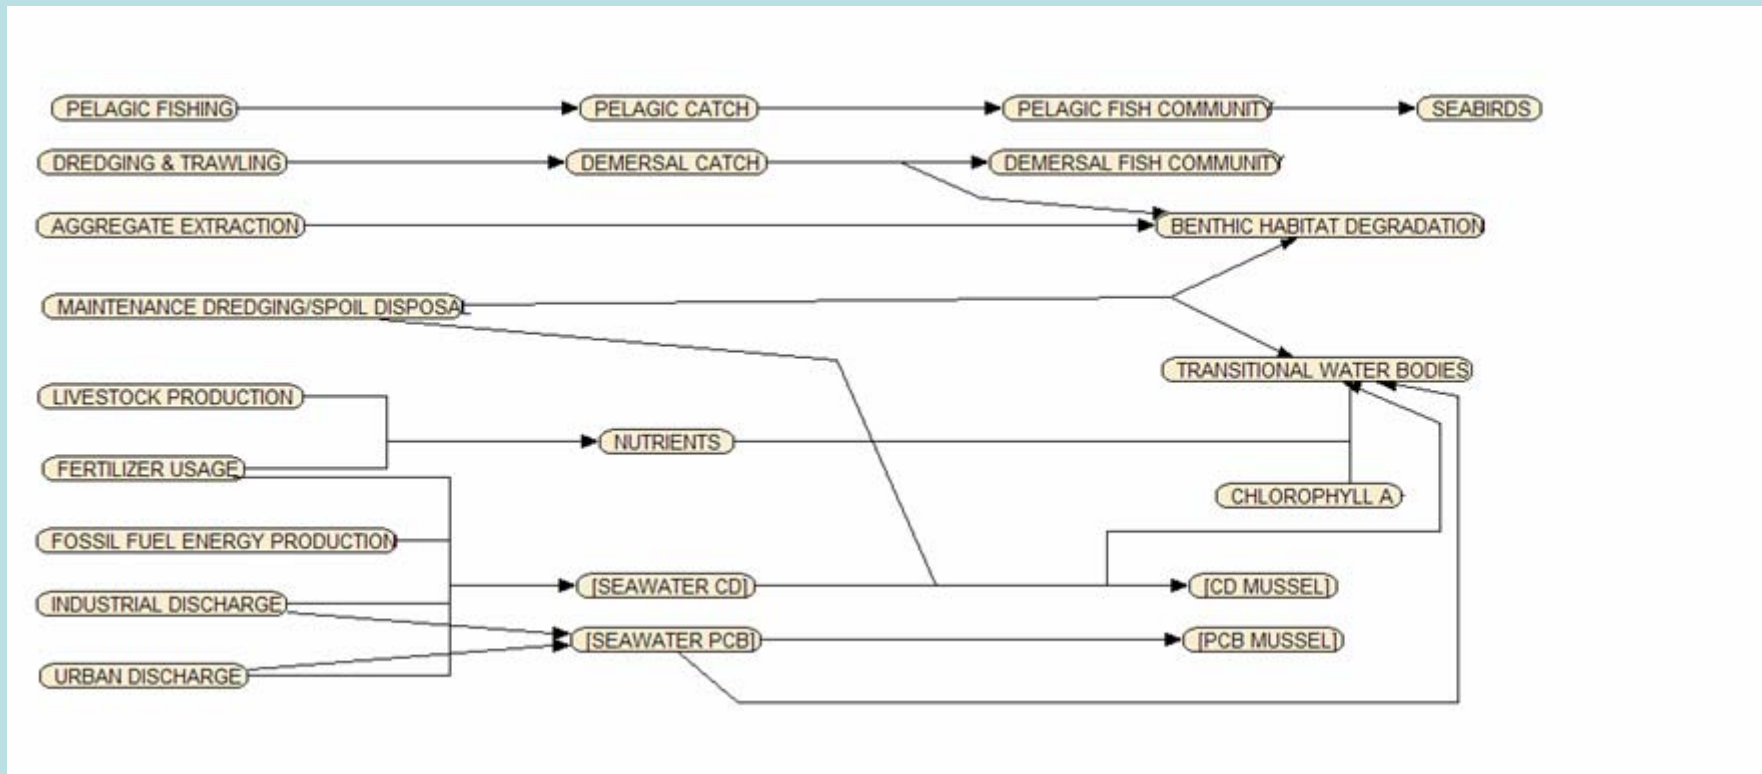 PELAGIC FISHING
PELAGIC CATCH
PELAGIC FISH COMMUNITY
SEABIRDS
DREDGING & TRAWLING
DEMERSAL CATCH
DEMERSAL FISH COMMUNITY
AGGREGATE EXTRACTION
BENTHIC HABITAT DEGRADATION
MAINTENANCE DREDGING/SPOIL DISPOSAL
TRANSITIONAL WATER BODIES
LIVESTOCK PRODUCTION
NUTRIENTS
FERTILIZER USAGE
CHLOROPHYLL A
FOSSIL FUEL ENERGY PRODUCTION
[SEAWATER CD]
[CD MUSSEL]
INDUSTRIAL DISCHARGE
[SEAWATER PCB]
[PCB MUSSEL]
URBAN DISCHARGE